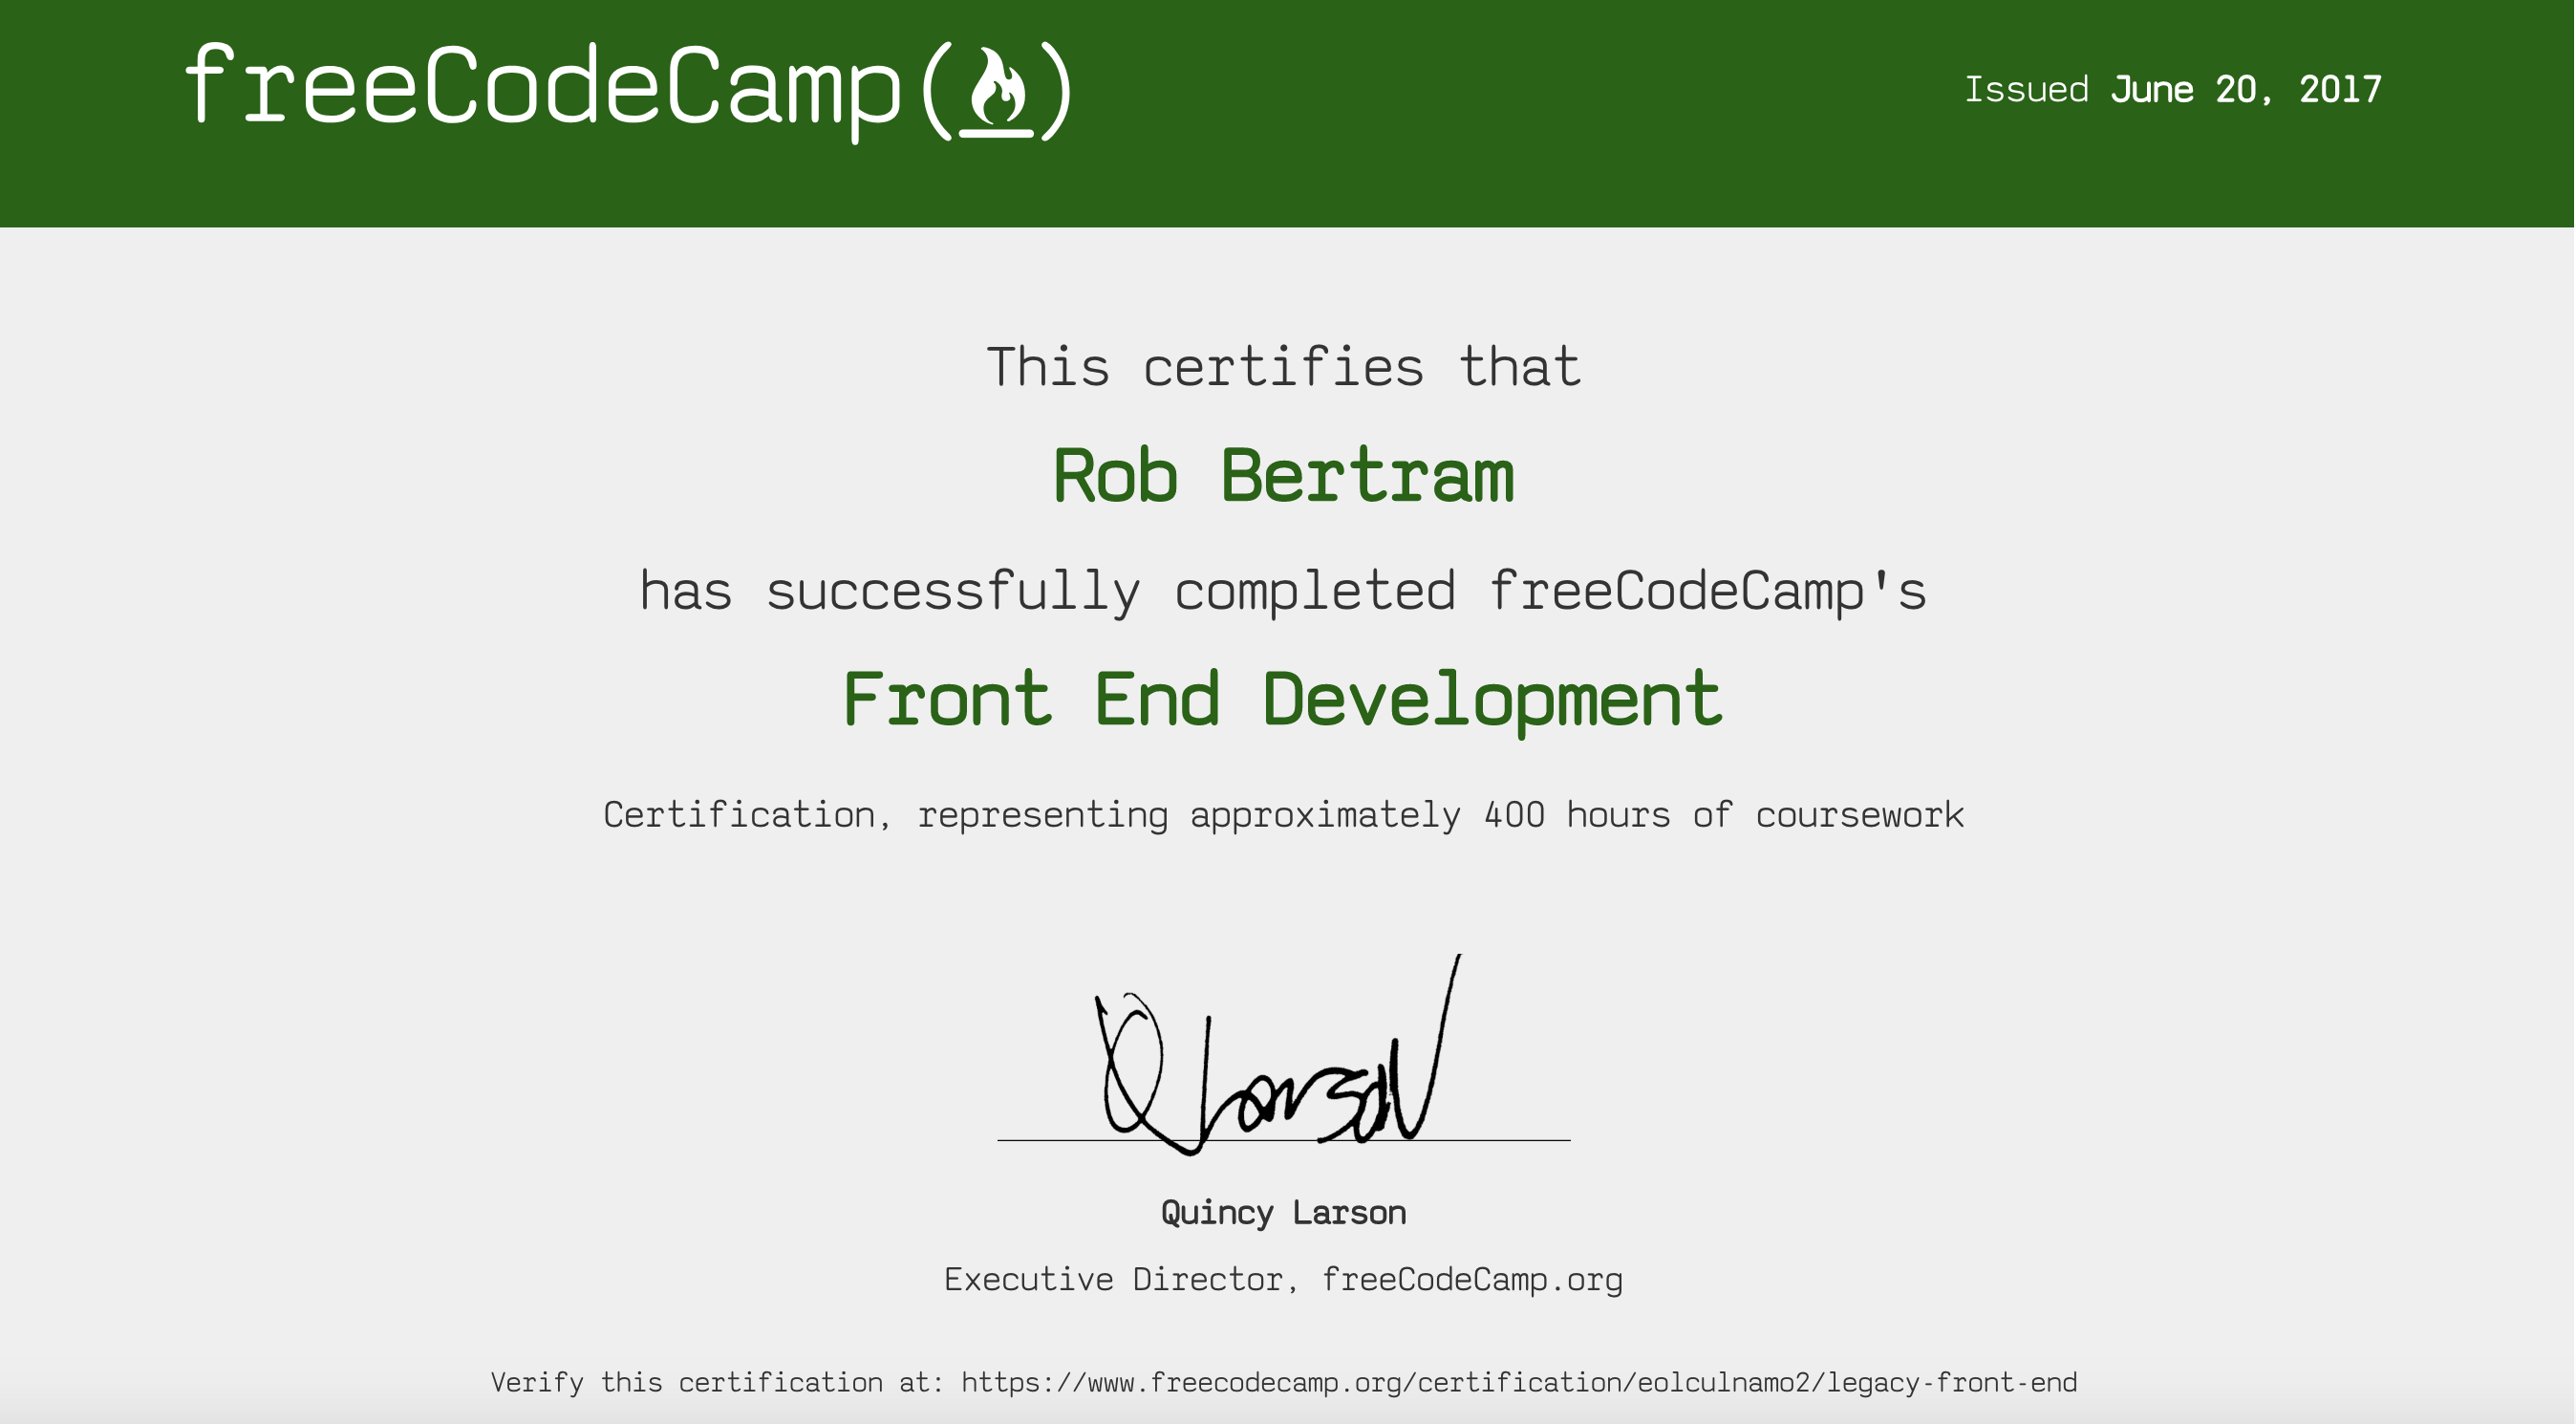 freeCodeCamp(🔥)
Issued June 20, 2017
This certifies that
Rob Bertram
has successfully completed freeCodeCamp's
Front End Development
Certification, representing approximately 400 hours of coursework
Q Larson
Quincy Larson
Executive Director, freeCodeCamp.org
Verify this certification at: https://www.freecodecamp.org/certification/eolculnamo2/legacy-front-end